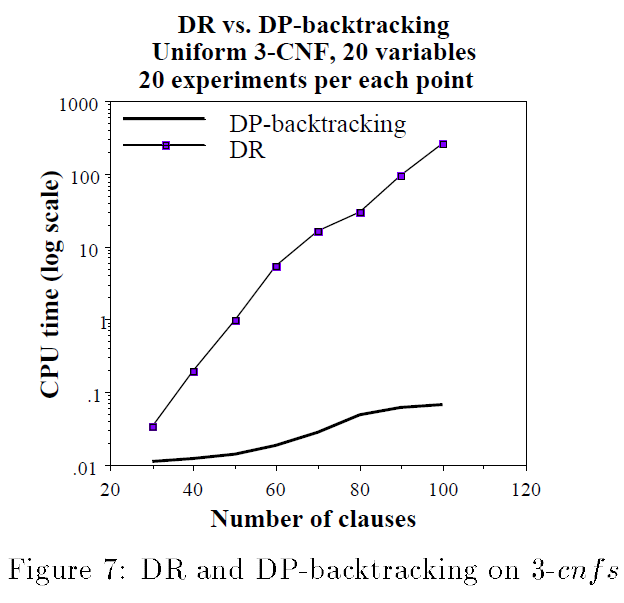 DR vs. DP-backtracking
Uniform 3-CNF, 20 variables
20 experiments per each point
1000
DP-backtracking
DR
100
10
1
.1
.01
CPU time (log scale)
20
40
60
80
100
120
Number of clauses
Figure 7: DR and DP-backtracking on 3-cnfs